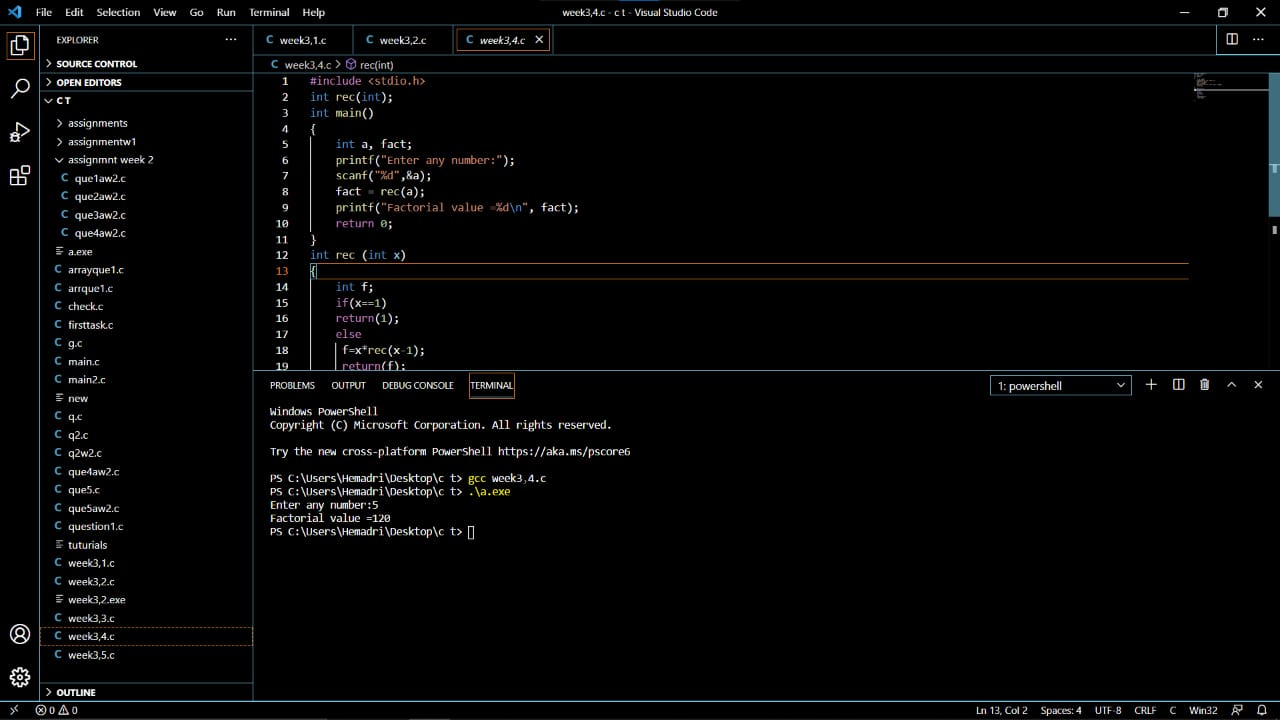 File Edit Selection View Go Run Terminal Help
week3,4.c - c t - Visual Studio Code
EXPLORER
SOURCE CONTROL
OPEN EDITORS
C T
assignments
assignmentw1
assignmnt week 2
C que1aw2.c
C que2aw2.c
C que3aw2.c
C que4aw2.c
a.exe
C arrayque1.c
C arrque1.c
C check.c
C firsttask.c
C g.c
C main.c
C main2.c
new
C q.c
C q2.c
C q2w2.c
C que4aw2.c
C que5.c
C que5aw2.c
C question1.c
tuturials
C week3,1.c
C week3,2.c
week3,2.exe
C week3,3.c
C week3,4.c
C week3,5.c
OUTLINE
C week3,1.c
C week3,2.c
C week3,4.c
C week3,4.c > rec(int)
1 #include <stdio.h>
2 int rec(int);
3 int main()
4 {
5 int a, fact;
6 printf("Enter any number:");
7 scanf("%d",&a);
8 fact = rec(a);
9 printf("Factorial value =%d\n", fact);
10 return 0;
11 }
12 int rec (int x)
13 {
14 int f;
15 if(x==1)
16 return(1);
17 else
18 f=x*rec(x-1);
19 return(f);
PROBLEMS OUTPUT DEBUG CONSOLE TERMINAL
1: powershell
Windows PowerShell
Copyright (C) Microsoft Corporation. All rights reserved.
Try the new cross-platform PowerShell https://aka.ms/pscore6
PS C:\Users\Hemadri\Desktop\c t> gcc week3,4.c
PS C:\Users\Hemadri\Desktop\c t> .\a.exe
Enter any number:5
Factorial value =120
PS C:\Users\Hemadri\Desktop\c t>
0 0
Ln 13, Col 2 Spaces: 4 UTF-8 CRLF C Win32